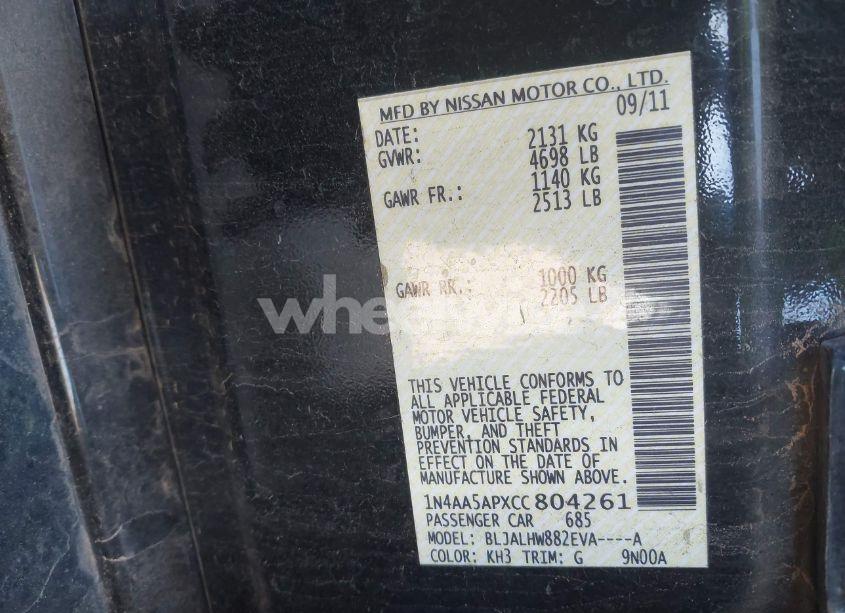 MFD BY NISSAN MOTOR CO., LTD.
DATE: 09/11
GVWR: 2131 KG
4698 LB
GAWR FR.: 1140 KG
2513 LB
GAWR RR.: 1000 KG
2205 LB
THIS VEHICLE CONFORMS TO
ALL APPLICABLE FEDERAL
MOTOR VEHICLE SAFETY,
BUMPER, AND THEFT
PREVENTION STANDARDS IN
EFFECT ON THE DATE OF
MANUFACTURE SHOWN ABOVE.
1N4AA5APXCC804261
PASSENGER CAR 685
MODEL: BLJALHW882EVA----A
COLOR: KH3 TRIM: G 9N00A